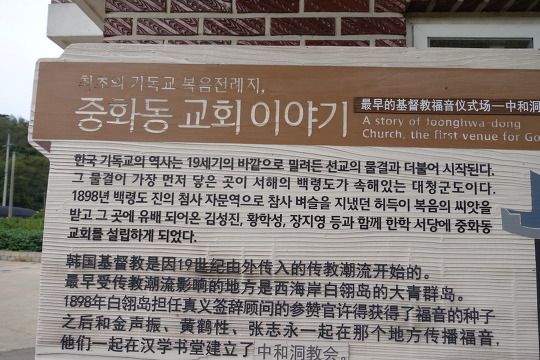 최초의 기독교 복음전례지,
중화동 교회 이야기
最早的基督教福音仪式场—中和洞
A story of Joonghwa-dong
Church, the first venue for Go
한국 기독교의 역사는 19세기의 바깥으로 밀려든 선교의 물결과 더불어 시작된다.
그 물결이 가장 먼저 닿은 곳이 서해의 백령도가 속해있는 대청군도이다.
1898년 백령도 진의 첨사 자문역으로 참사 벼슬을 지냈던 허득이 복음의 씨앗을
받고 그 곳에 유배 되어온 김성진, 황학성, 장지영 등과 함께 한학 서당에 중화동
교회를 설립하게 되었다.
韩国基督教是因19世纪由外传入的传教潮流开始的。
最早受传教潮流影响的地方是西海岸白翎岛的大青群岛。
1898年白翎岛担任真义签辞顾问的参赞官许得获得了福音的种子
之后和金声振、黄鹤性、张志永一起在那个地方传播福音，
他们一起在汉学书堂建立了中和洞教会。